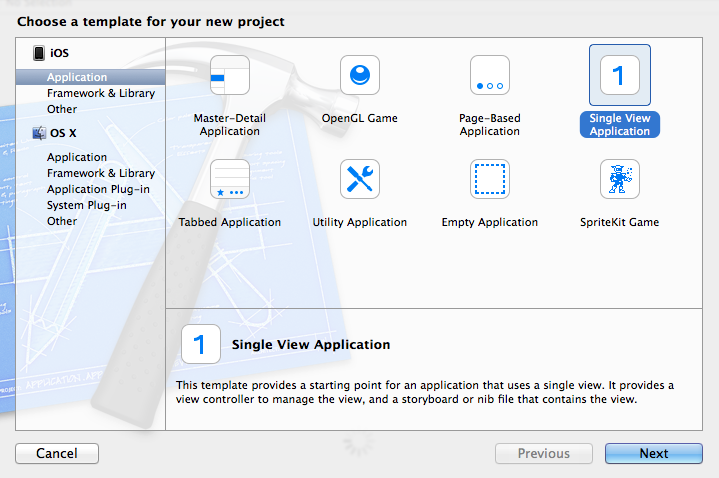 No selection
Choose a template for your new project
iOS
Application
Framework & Library
Other
OS X
Application
Framework & Library
Application Plug-in
System Plug-in
Other
Master-Detail
Application
OpenGL Game
Page-Based
Application
1
Single View
Application
Tabbed Application
Utility Application
Empty Application
SpriteKit Game
1
Single View Application
This template provides a starting point for an application that uses a single view. It provides a
view controller to manage the view, and a storyboard or nib file that contains the view.
Cancel
Previous
Next